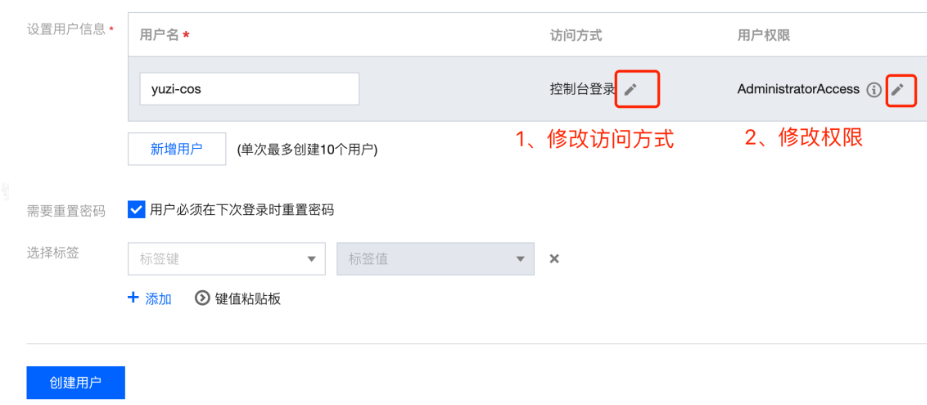 设置用户信息 *
用户名 * 访问方式 用户权限
yuzi-cos 控制台登录 AdministratorAccess
新增用户 (单次最多创建10个用户) 1、修改访问方式 2、修改权限
需要重置密码 用户必须在下次登录时重置密码
选择标签 标签键 标签值
+ 添加 键值粘贴板
创建用户